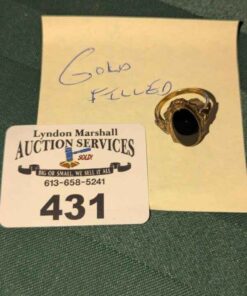 GOLD
FILLED
Lyndon Marshall
AUCTION SERVICES
SOLD!
BIG OR SMALL, WE SELL IT ALL
613-658-5241
431